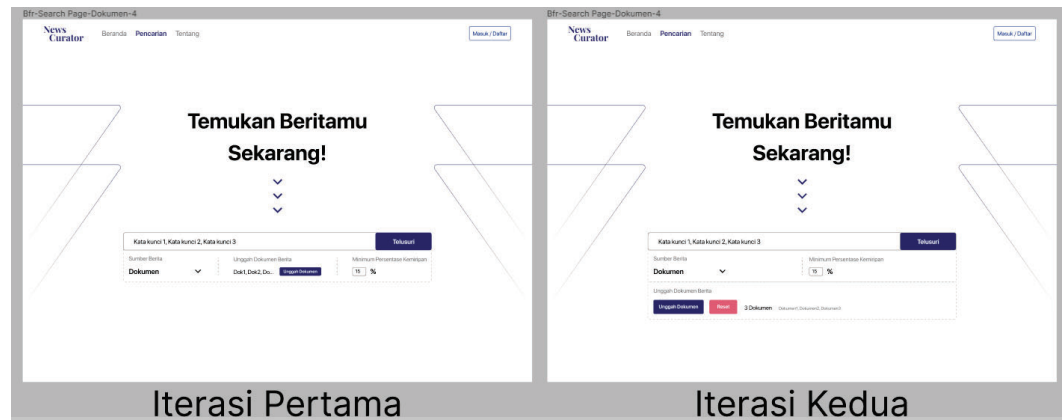 Bfr-Search Page-Dokumen-4
News
Curator
Beranda Pencarian Tentang
Masuk / Daftar
Temukan Beritamu
Sekarang!
Kata kunci 1, Kata kunci 2, Kata kunci 3
Telusuri
Sumber Berita
Unggah Dokumen Berita
Minimum Persentase Kemiripan
Dokumen
Dok1, Dok2, Do...
Unggah Dokumen
15 %
Iterasi Pertama
Bfr-Search Page-Dokumen-4
News
Curator
Beranda Pencarian Tentang
Masuk / Daftar
Temukan Beritamu
Sekarang!
Kata kunci 1, Kata kunci 2, Kata kunci 3
Telusuri
Sumber Berita
Minimum Persentase Kemiripan
Dokumen
15 %
Unggah Dokumen Berita
Unggah Dokumen
Reset
3 Dokumen
Dokumen1, Dokumen2, Dokumen3
Iterasi Kedua